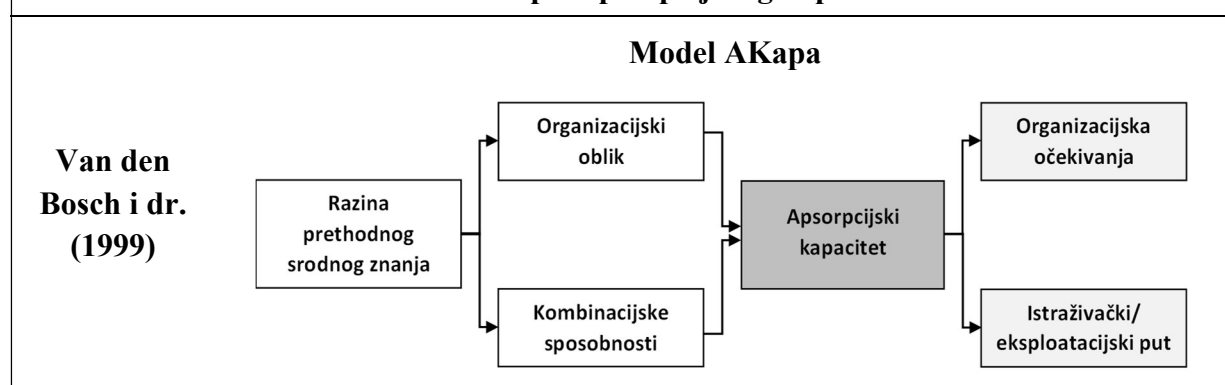 Model AKapa
Van den
Bosch i dr.
(1999)
Razina
prethodnog
srodnog znanja
Organizacijski
oblik
Kombinacijske
sposobnosti
Apsorpcijski
kapacitet
Organizacijska
očekivanja
Istraživački/
eksploatacijski put